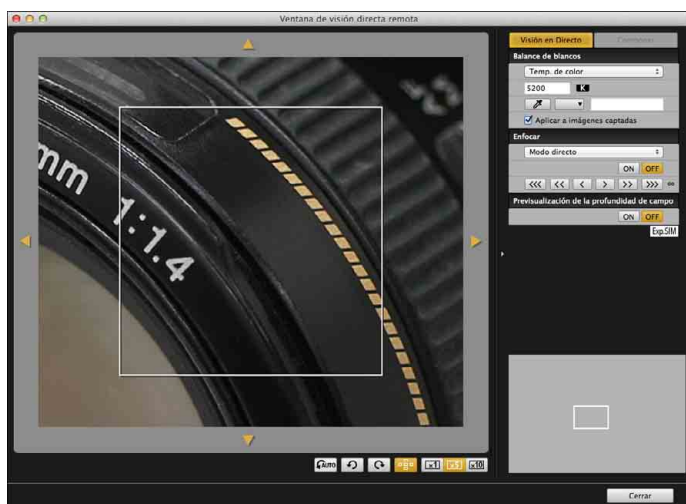 Ventana de visión directa remota
mm 1:1.4
AUTO
x1 x5 x10
Visión en Directo Componer
Balance de blancos
Temp. de color
5200 K
Aplicar a imágenes captadas
Enfocar
Modo directo
ON OFF
<<< << < > >> >>> ∞
Previsualización de la profundidad de campo
ON OFF
Exp.SIM
Cerrar